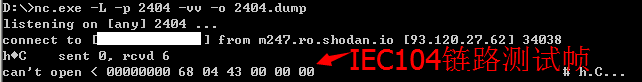 D:\>nc.exe -L -p 2404 -vv -o 2404.dump
listening on [any] 2404 ...
connect to [ ] from m247.ro.shodan.io [93.120.27.62] 34038
h♦C    sent 0, rcvd 6
IEC104链路测试帧
can't open < 00000000 68 04 43 00 00 00 # h.C...